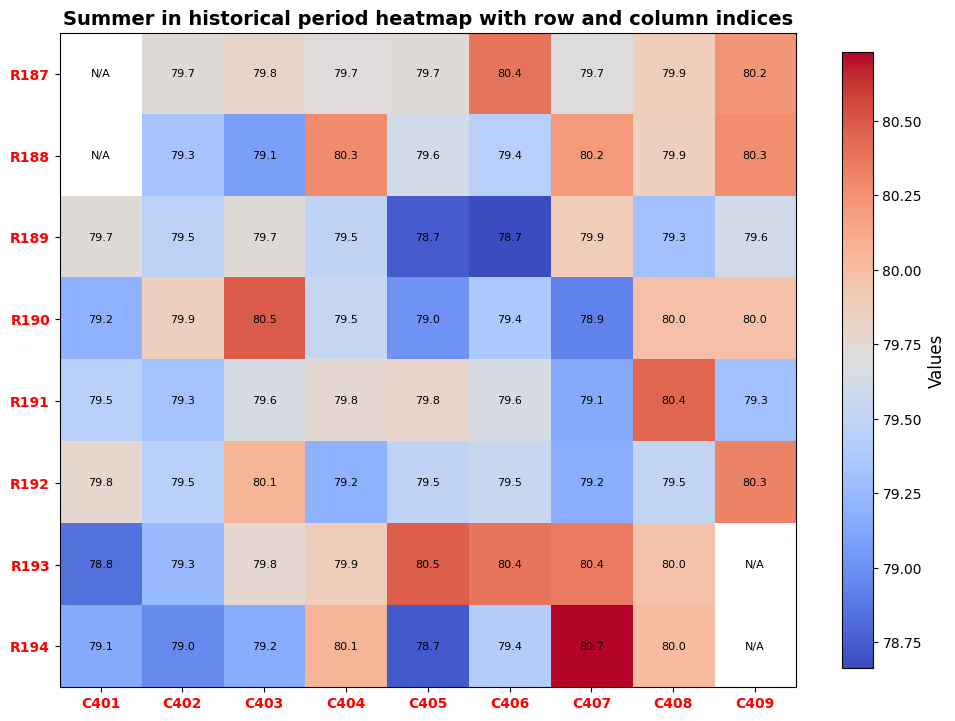 Summer in historical period heatmap with row and column indices
R187 N/A 79.7 79.8 79.7 79.7 80.4 79.7 79.9 80.2
R188 N/A 79.3 79.1 80.3 79.6 79.4 80.2 79.9 80.3
R189 79.7 79.5 79.7 79.5 78.7 78.7 79.9 79.3 79.6
R190 79.2 79.9 80.5 79.5 79.0 79.4 78.9 80.0 80.0
R191 79.5 79.3 79.6 79.8 79.8 79.6 79.1 80.4 79.3
R192 79.8 79.5 80.1 79.2 79.5 79.5 79.2 79.5 80.3
R193 78.8 79.3 79.8 79.9 80.5 80.4 80.4 80.0 N/A
R194 79.1 79.0 79.2 80.1 78.7 79.4 80.7 80.0 N/A
C401 C402 C403 C404 C405 C406 C407 C408 C409
80.50
80.25
80.00
79.75
79.50
79.25
79.00
78.75
Values